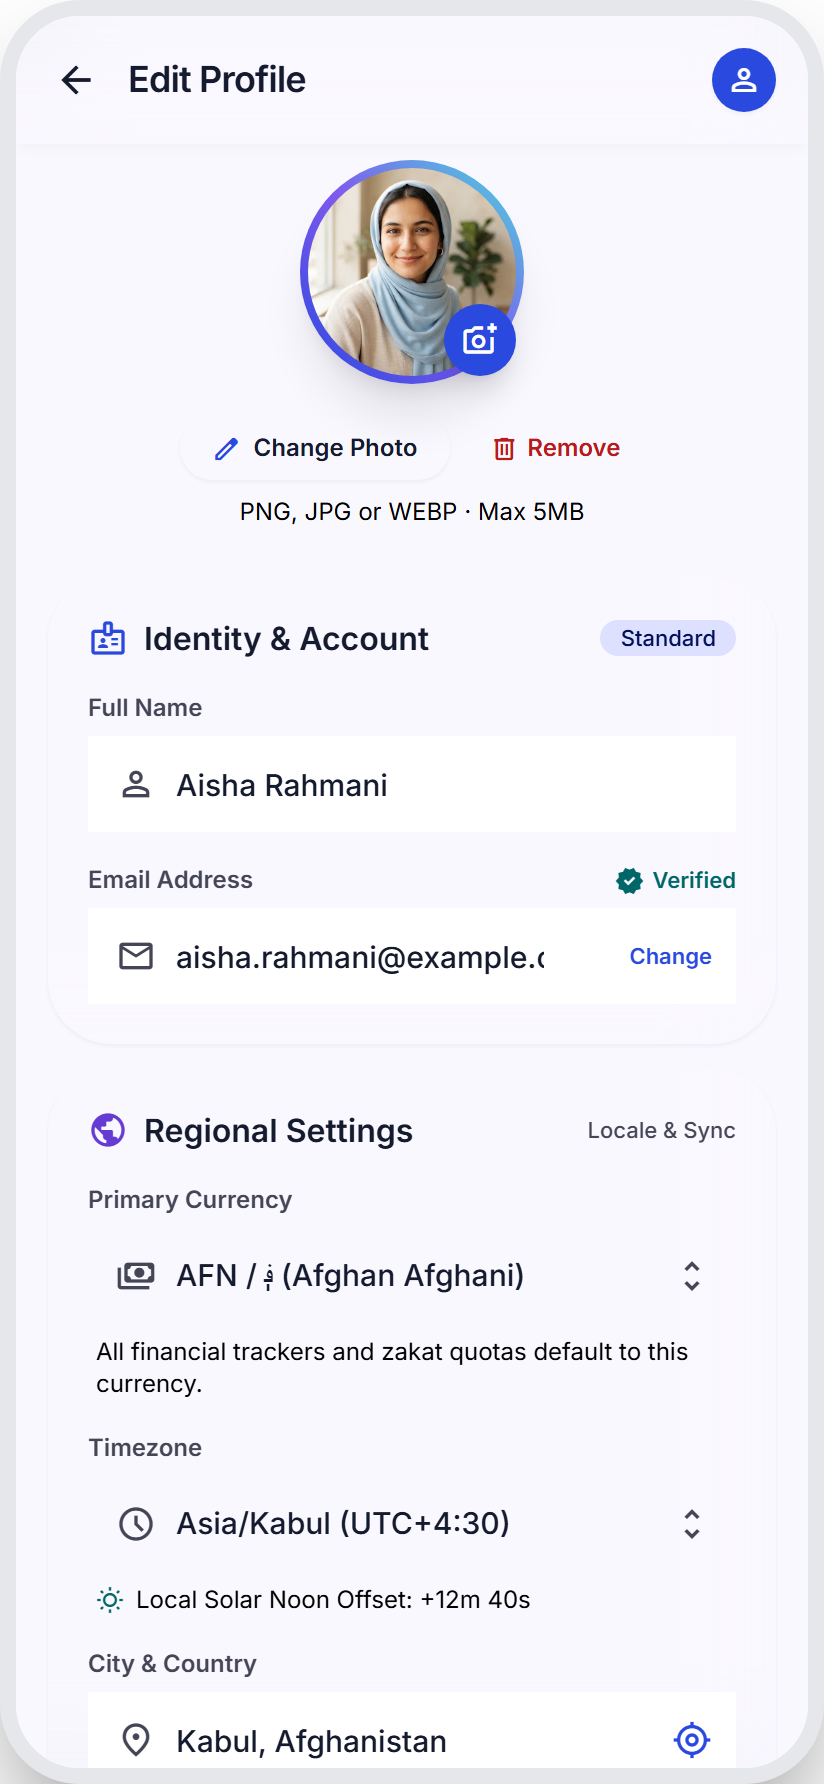 Edit Profile
Change Photo
Remove
PNG, JPG or WEBP · Max 5MB
Identity & Account
Standard
Full Name
Aisha Rahmani
Email Address
Verified
aisha.rahmani@example.c
Change
Regional Settings
Locale & Sync
Primary Currency
AFN / ؋ (Afghan Afghani)
All financial trackers and zakat quotas default to this
currency.
Timezone
Asia/Kabul (UTC+4:30)
Local Solar Noon Offset: +12m 40s
City & Country
Kabul, Afghanistan